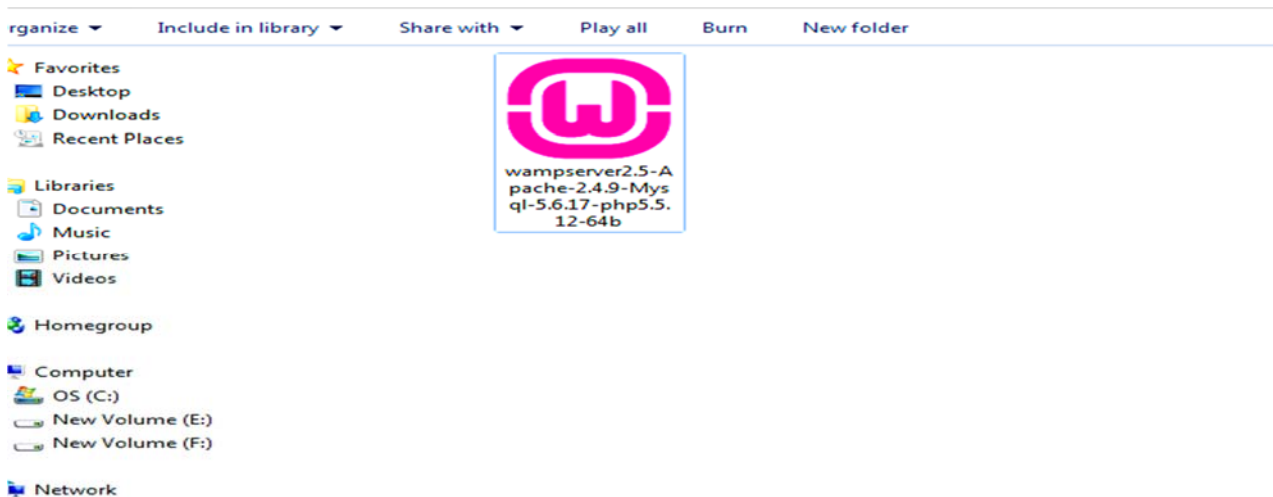 rganize Include in library Share with Play all Burn New folder
Favorites
Desktop
Downloads
Recent Places
Libraries
Documents
Music
Pictures
Videos
Homegroup
Computer
OS (C:)
New Volume (E:)
New Volume (F:)
Network
wampserver2.5-A
pache-2.4.9-Mys
ql-5.6.17-php5.5.
12-64b